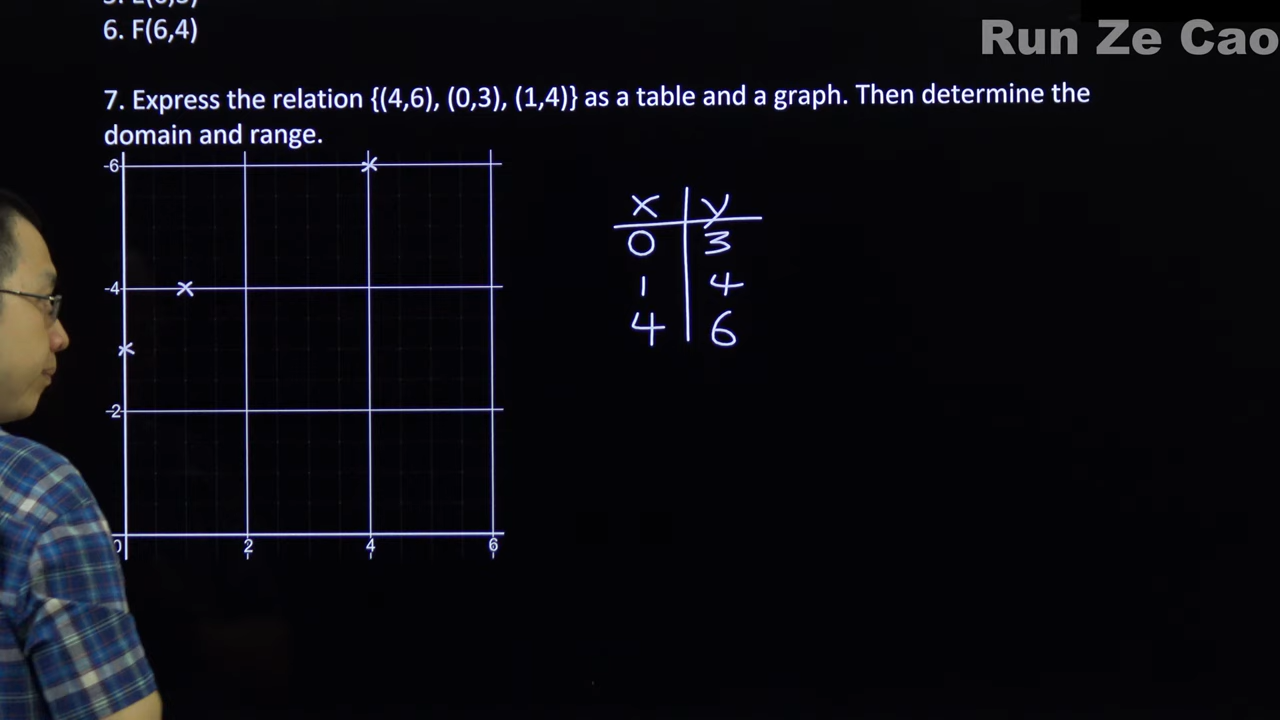 Run Ze Cao
6. F(6,4)
7. Express the relation {(4,6), (0,3), (1,4)} as a table and a graph. Then determine the
domain and range.
-6
-4
-2
0 2 4 6
x y
0 3
1 4
4 6